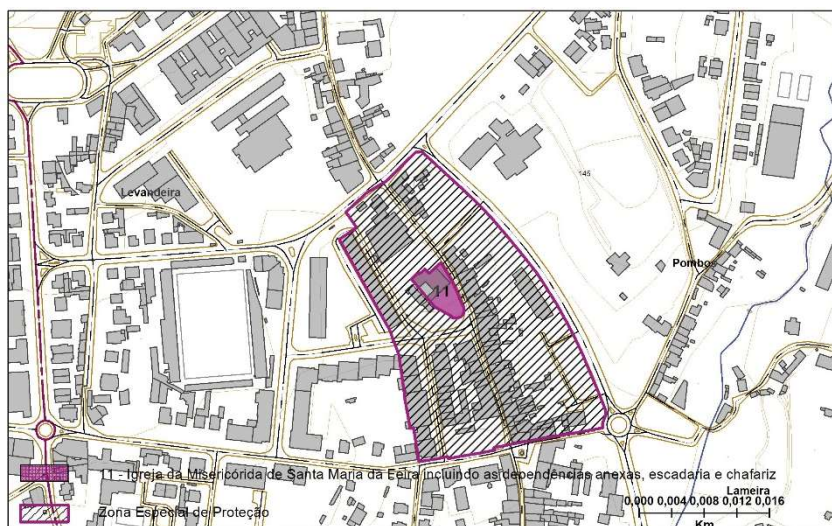 145
Levandeira
Pombo
11
11 - Igreja da Misericórida de Santa Maria da Feira incluindo as dependências anexas, escadaria e chafariz
Lameira
0,000 0,004 0,008 0,012 0,016
Km
Zona Especial de Proteção